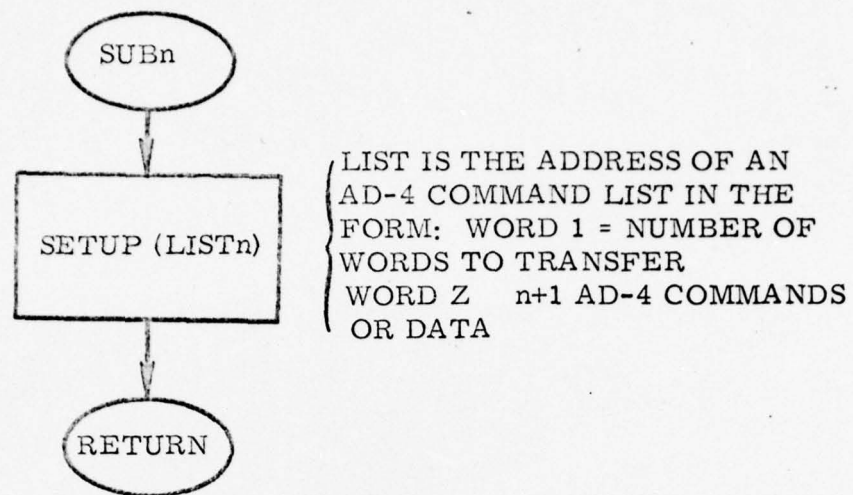 SUBn
SETUP (LISTn)
LIST IS THE ADDRESS OF AN
AD-4 COMMAND LIST IN THE
FORM: WORD 1 = NUMBER OF
WORDS TO TRANSFER
WORD Z n+1 AD-4 COMMANDS
OR DATA
RETURN